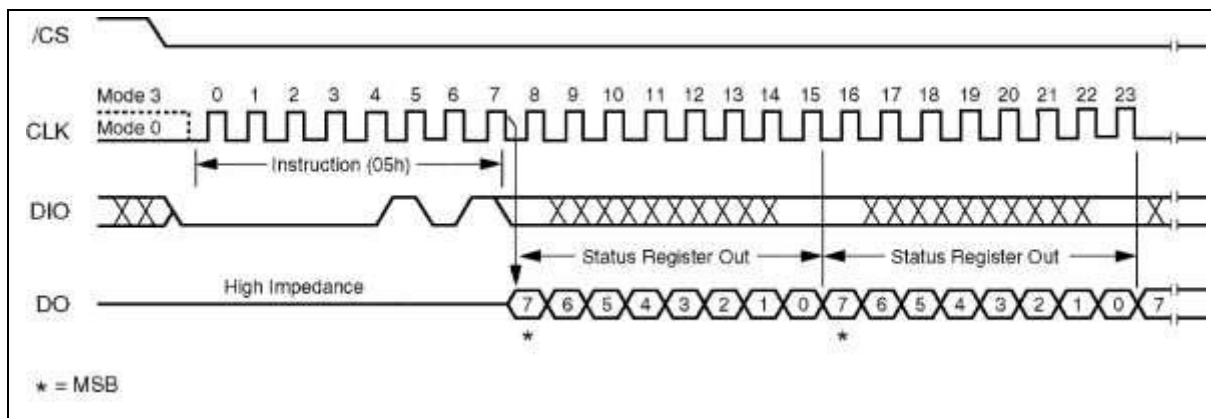 /CS
Mode 3 0 1 2 3 4 5 6 7 8 9 10 11 12 13 14 15 16 17 18 19 20 21 22 23
CLK Mode 0
Instruction (05h)
DIO
Status Register Out Status Register Out
High Impedance
DO 7 6 5 4 3 2 1 0 7 6 5 4 3 2 1 0 7
* *
* = MSB